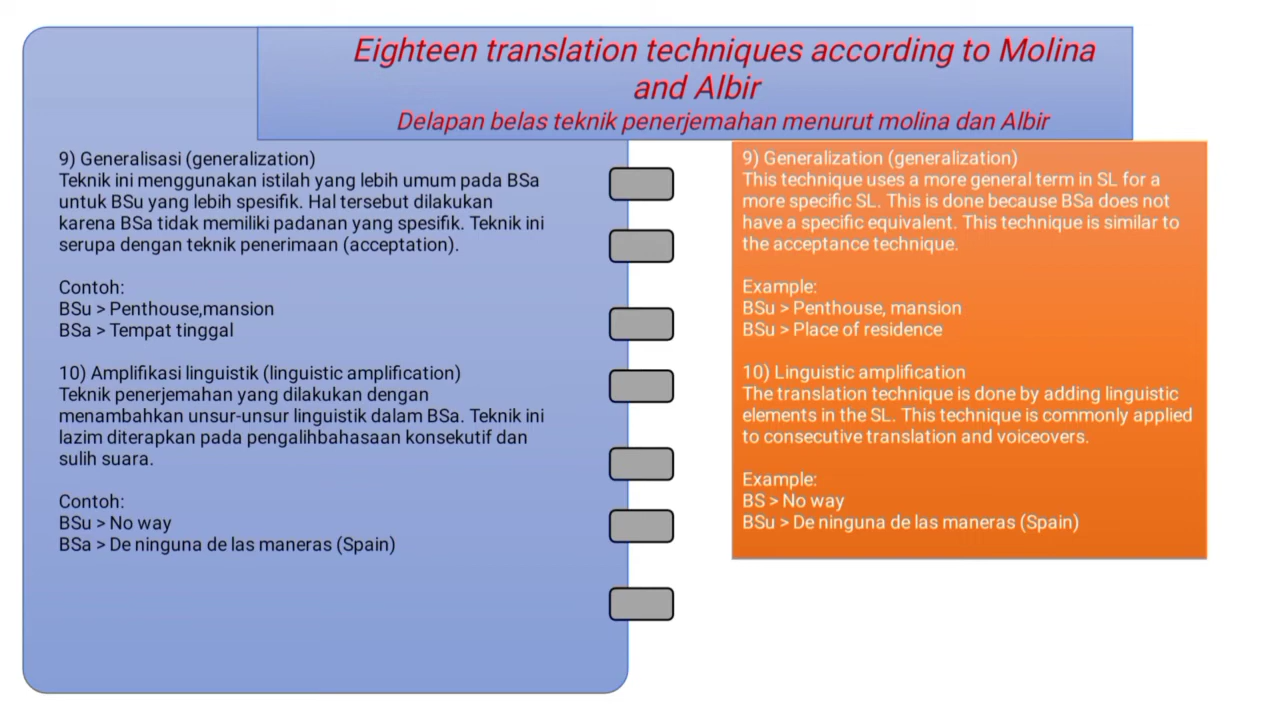 Eighteen translation techniques according to Molina
and Albir
Delapan belas teknik penerjemahan menurut molina dan Albir
9) Generalisasi (generalization)
Teknik ini menggunakan istilah yang lebih umum pada BSa
untuk BSu yang lebih spesifik. Hal tersebut dilakukan
karena BSa tidak memiliki padanan yang spesifik. Teknik ini
serupa dengan teknik penerimaan (acceptation).
Contoh:
BSu > Penthouse,mansion
BSa > Tempat tinggal
10) Amplifikasi linguistik (linguistic amplification)
Teknik penerjemahan yang dilakukan dengan
menambahkan unsur-unsur linguistik dalam BSa. Teknik ini
lazim diterapkan pada pengalihbahasaan konsekutif dan
sulih suara.
Contoh:
BSu > No way
BSa > De ninguna de las maneras (Spain)
9) Generalization (generalization)
This technique uses a more general term in SL for a
more specific SL. This is done because BSa does not
have a specific equivalent. This technique is similar to
the acceptance technique.
Example:
BSu > Penthouse, mansion
BSu > Place of residence
10) Linguistic amplification
The translation technique is done by adding linguistic
elements in the SL. This technique is commonly applied
to consecutive translation and voiceovers.
Example:
BS > No way
BSu > De ninguna de las maneras (Spain)